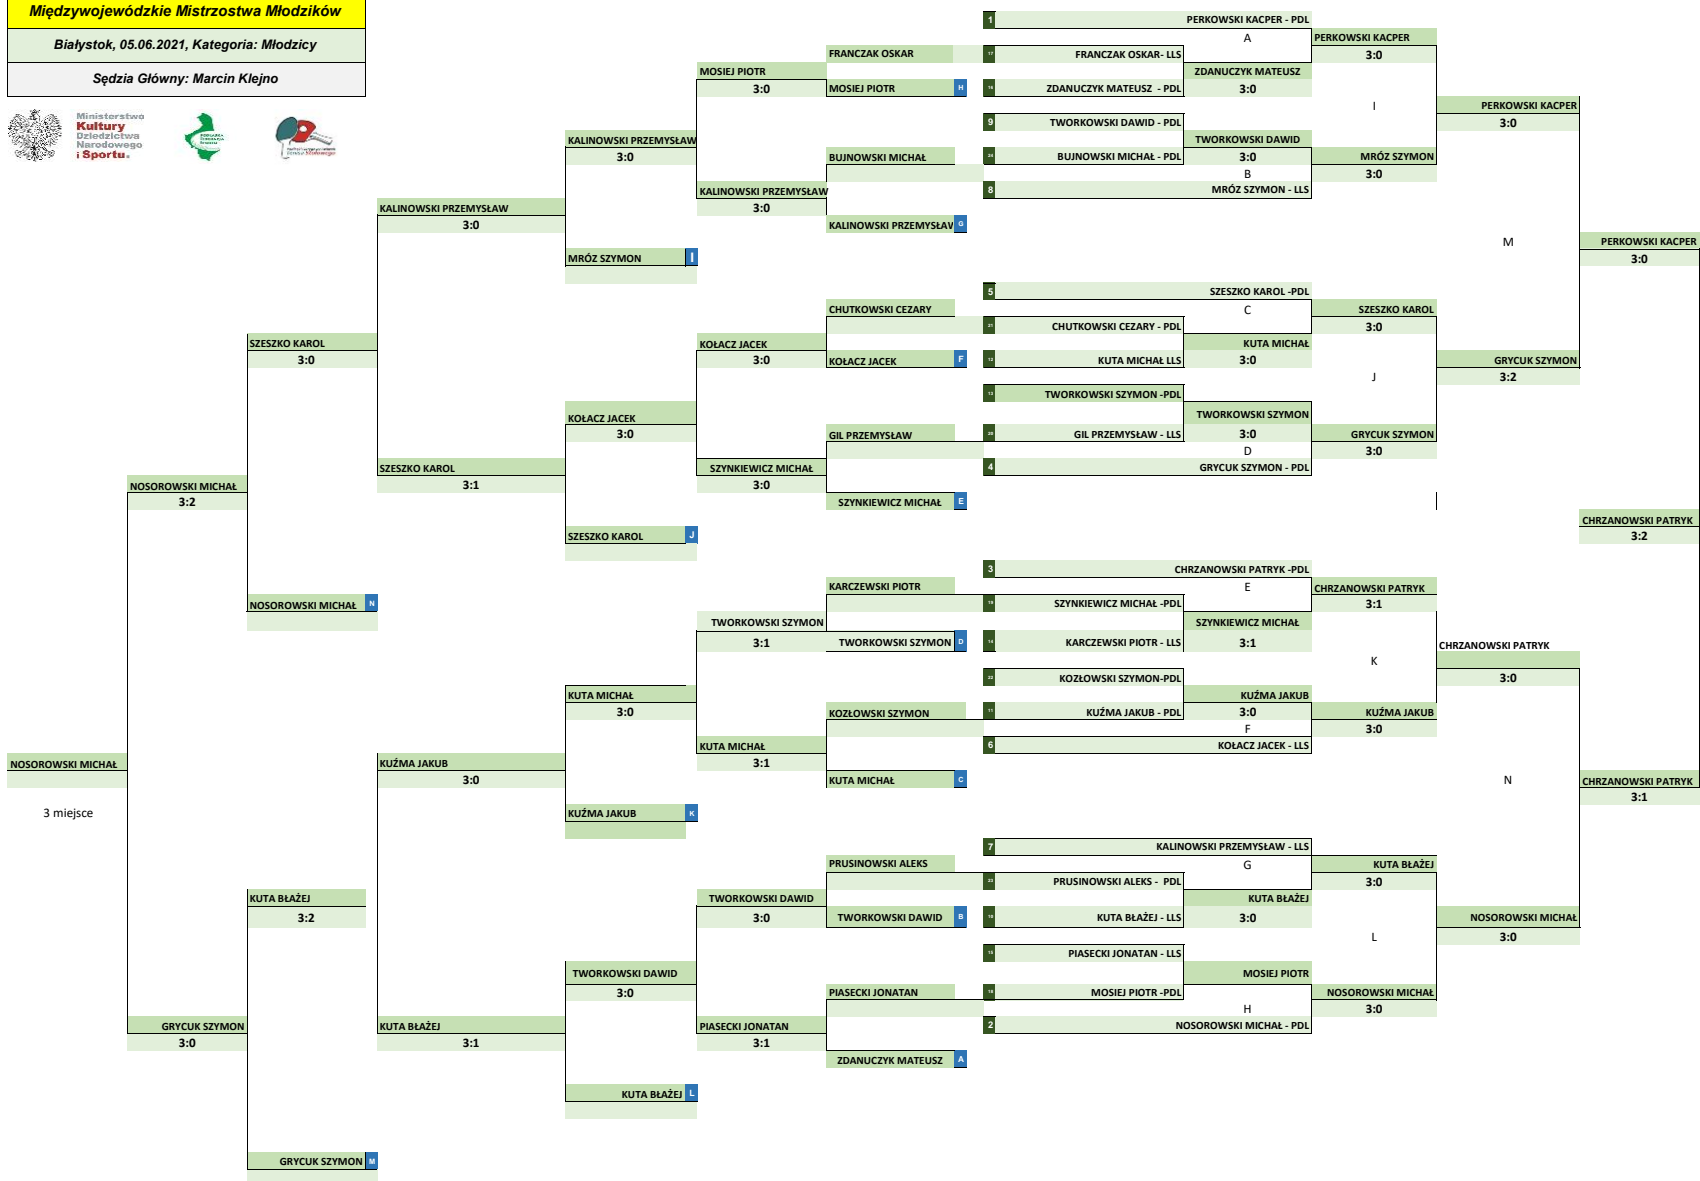 Międzywojewódzkie Mistrzostwa Młodzików
Białystok, 05.06.2021, Kategoria: Młodzicy
Sędzia Główny: Marcin Klejno
Ministerstwo
Kultury
Dziedzictwa
Narodowego
i Sportu.
NOSOROWSKI MICHAŁ
3 miejsce
NOSOROWSKI MICHAŁ
3:2
GRYCUK SZYMON
3:0
SZESZKO KAROL
3:0
NOSOROWSKI MICHAŁ N
KUTA BŁAŻEJ
3:2
GRYCUK SZYMON M
KALINOWSKI PRZEMYSŁAW
3:0
SZESZKO KAROL
3:1
KUŹMA JAKUB
3:0
KUTA BŁAŻEJ
3:1
KALINOWSKI PRZEMYSŁAW
3:0
MRÓZ SZYMON I
KOŁACZ JACEK
3:0
SZESZKO KAROL J
KUTA MICHAŁ
3:0
KUŹMA JAKUB K
TWORKOWSKI DAWID
3:0
KUTA BŁAŻEJ L
MOSIEJ PIOTR
3:0
KALINOWSKI PRZEMYSŁAW
3:0
KOŁACZ JACEK
3:0
SZYNKIEWICZ MICHAŁ
3:0
TWORKOWSKI SZYMON
3:1
KUTA MICHAŁ
3:1
TWORKOWSKI DAWID
3:0
PIASECKI JONATAN
3:1
FRANCZAK OSKAR
MOSIEJ PIOTR H
BUJNOWSKI MICHAŁ
KALINOWSKI PRZEMYSŁAW G
CHUTKOWSKI CEZARY
KOŁACZ JACEK F
GIL PRZEMYSŁAW
SZYNKIEWICZ MICHAŁ E
KARCZEWSKI PIOTR
TWORKOWSKI SZYMON D
KOZŁOWSKI SZYMON
KUTA MICHAŁ C
PRUSINOWSKI ALEKS
TWORKOWSKI DAWID B
PIASECKI JONATAN
ZDANUCZYK MATEUSZ A
1 PERKOWSKI KACPER - PDL
A
17 FRANCZAK OSKAR- LLS
16 ZDANUCZYK MATEUSZ - PDL
9 TWORKOWSKI DAWID - PDL
24 BUJNOWSKI MICHAŁ - PDL
B
8 MRÓZ SZYMON - LLS
5 SZESZKO KAROL -PDL
C
21 CHUTKOWSKI CEZARY - PDL
12 KUTA MICHAŁ LLS
13 TWORKOWSKI SZYMON -PDL
20 GIL PRZEMYSŁAW - LLS
D
4 GRYCUK SZYMON - PDL
3 CHRZANOWSKI PATRYK -PDL
E
19 SZYNKIEWICZ MICHAŁ -PDL
14 KARCZEWSKI PIOTR - LLS
22 KOZŁOWSKI SZYMON-PDL
11 KUŹMA JAKUB - PDL
F
6 KOŁACZ JACEK - LLS
7 KALINOWSKI PRZEMYSŁAW - LLS
G
23 PRUSINOWSKI ALEKS - PDL
10 KUTA BŁAŻEJ - LLS
15 PIASECKI JONATAN - LLS
18 MOSIEJ PIOTR -PDL
H
2 NOSOROWSKI MICHAŁ - PDL
ZDANUCZYK MATEUSZ
3:0
TWORKOWSKI DAWID
3:0
KUTA MICHAŁ
3:0
TWORKOWSKI SZYMON
3:0
SZYNKIEWICZ MICHAŁ
3:1
KUŹMA JAKUB
3:0
KUTA BŁAŻEJ
3:0
MOSIEJ PIOTR
PERKOWSKI KACPER
3:0
I
MRÓZ SZYMON
3:0
SZESZKO KAROL
3:0
J
GRYCUK SZYMON
3:0
CHRZANOWSKI PATRYK
3:1
K
KUŹMA JAKUB
3:0
KUTA BŁAŻEJ
3:0
L
NOSOROWSKI MICHAŁ
3:0
PERKOWSKI KACPER
3:0
M
GRYCUK SZYMON
3:2
CHRZANOWSKI PATRYK
3:0
N
NOSOROWSKI MICHAŁ
3:0
PERKOWSKI KACPER
3:0
CHRZANOWSKI PATRYK
3:2
CHRZANOWSKI PATRYK
3:1